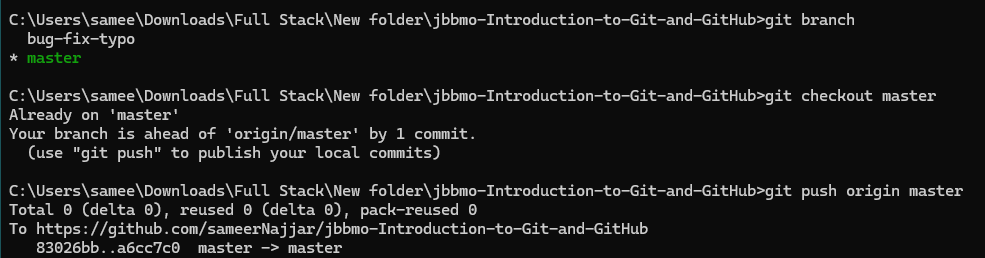 C:\Users\samee\Downloads\Full Stack\New folder\jbbmo-Introduction-to-Git-and-GitHub>git branch
  bug-fix-typo
* master
C:\Users\samee\Downloads\Full Stack\New folder\jbbmo-Introduction-to-Git-and-GitHub>git checkout master
Already on 'master'
Your branch is ahead of 'origin/master' by 1 commit.
  (use "git push" to publish your local commits)
C:\Users\samee\Downloads\Full Stack\New folder\jbbmo-Introduction-to-Git-and-GitHub>git push origin master
Total 0 (delta 0), reused 0 (delta 0), pack-reused 0
To https://github.com/sameerNajjar/jbbmo-Introduction-to-Git-and-GitHub
   83026bb..a6cc7c0  master -> master